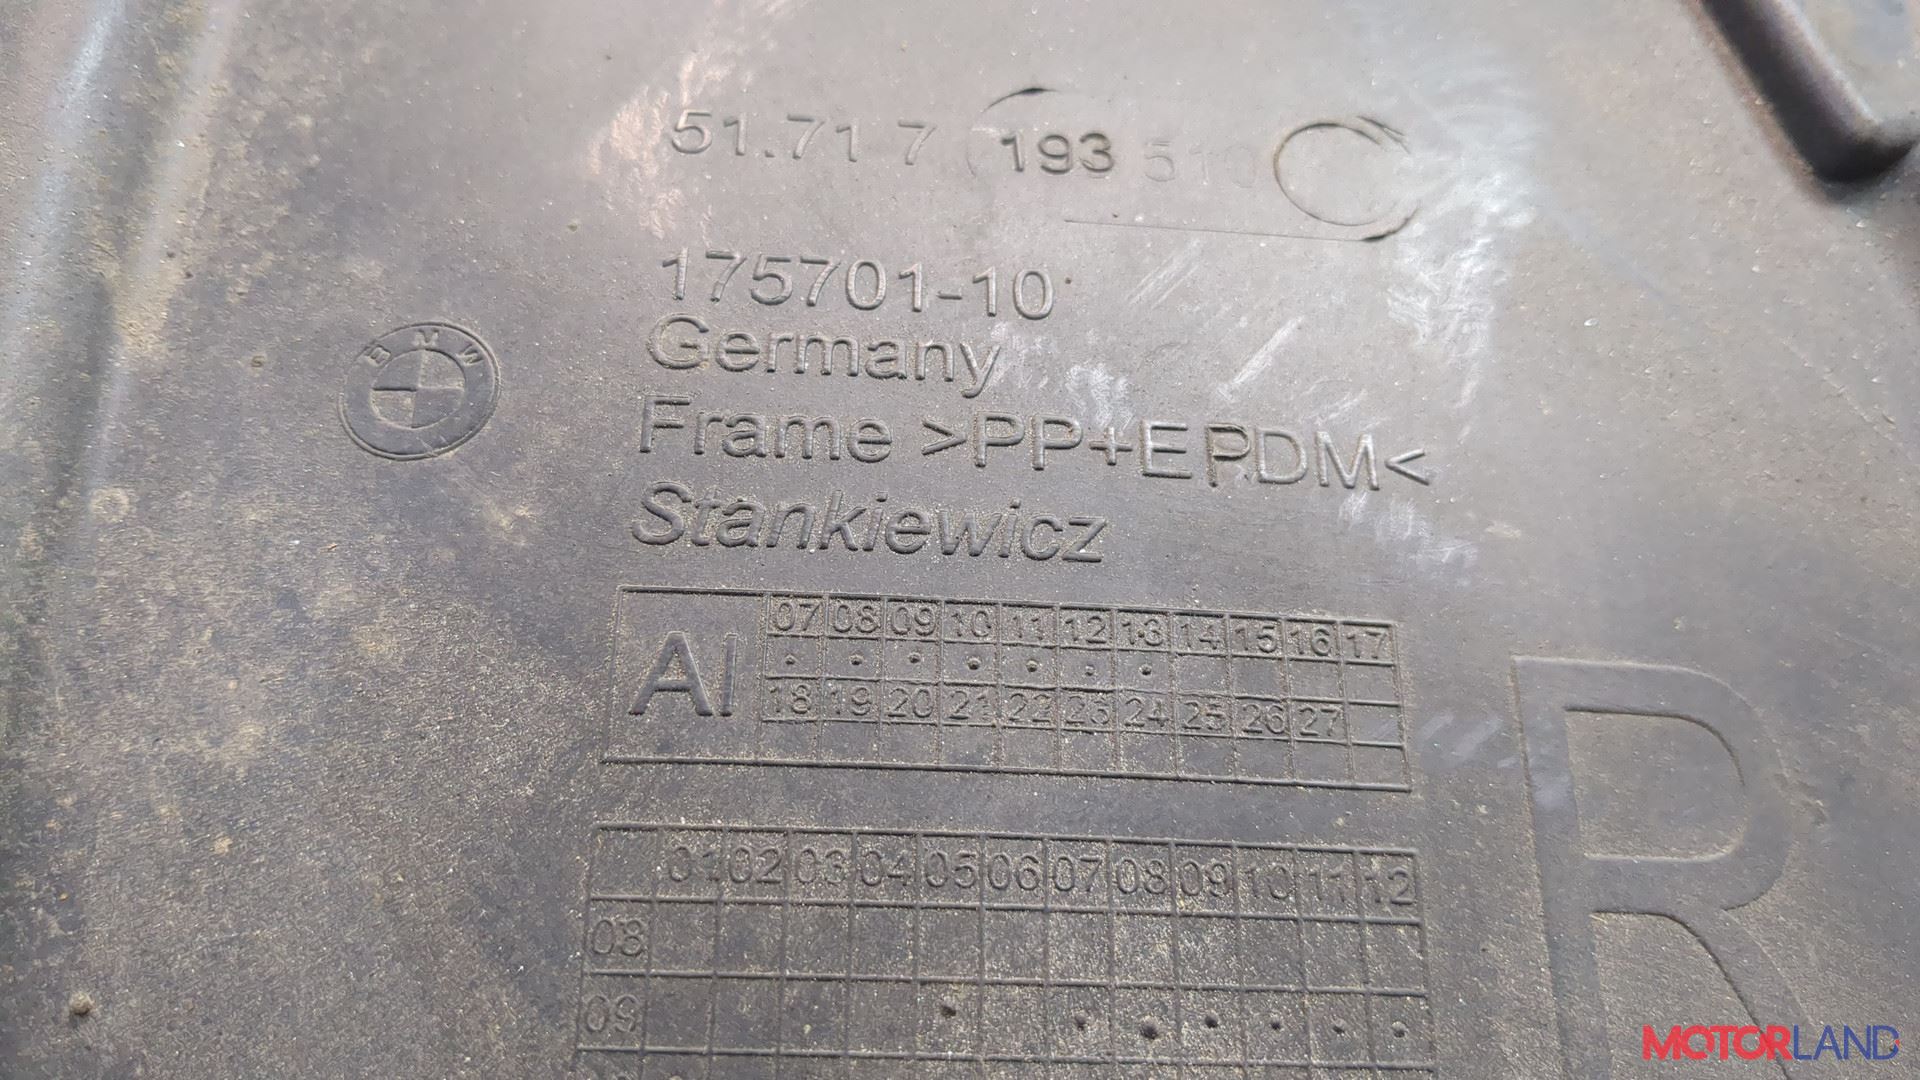 51.71 7 193 510
175701-10
Germany
BMW
Frame >PP+EPDM<
Stankiewicz
AI
07 08 09 10 11 12 13 14 15 16 17
18 19 20 21 22 23 24 25 26 27
R
01 02 03 04 05 06 07 08 09 10 11 12
08
09
MOTORLAND